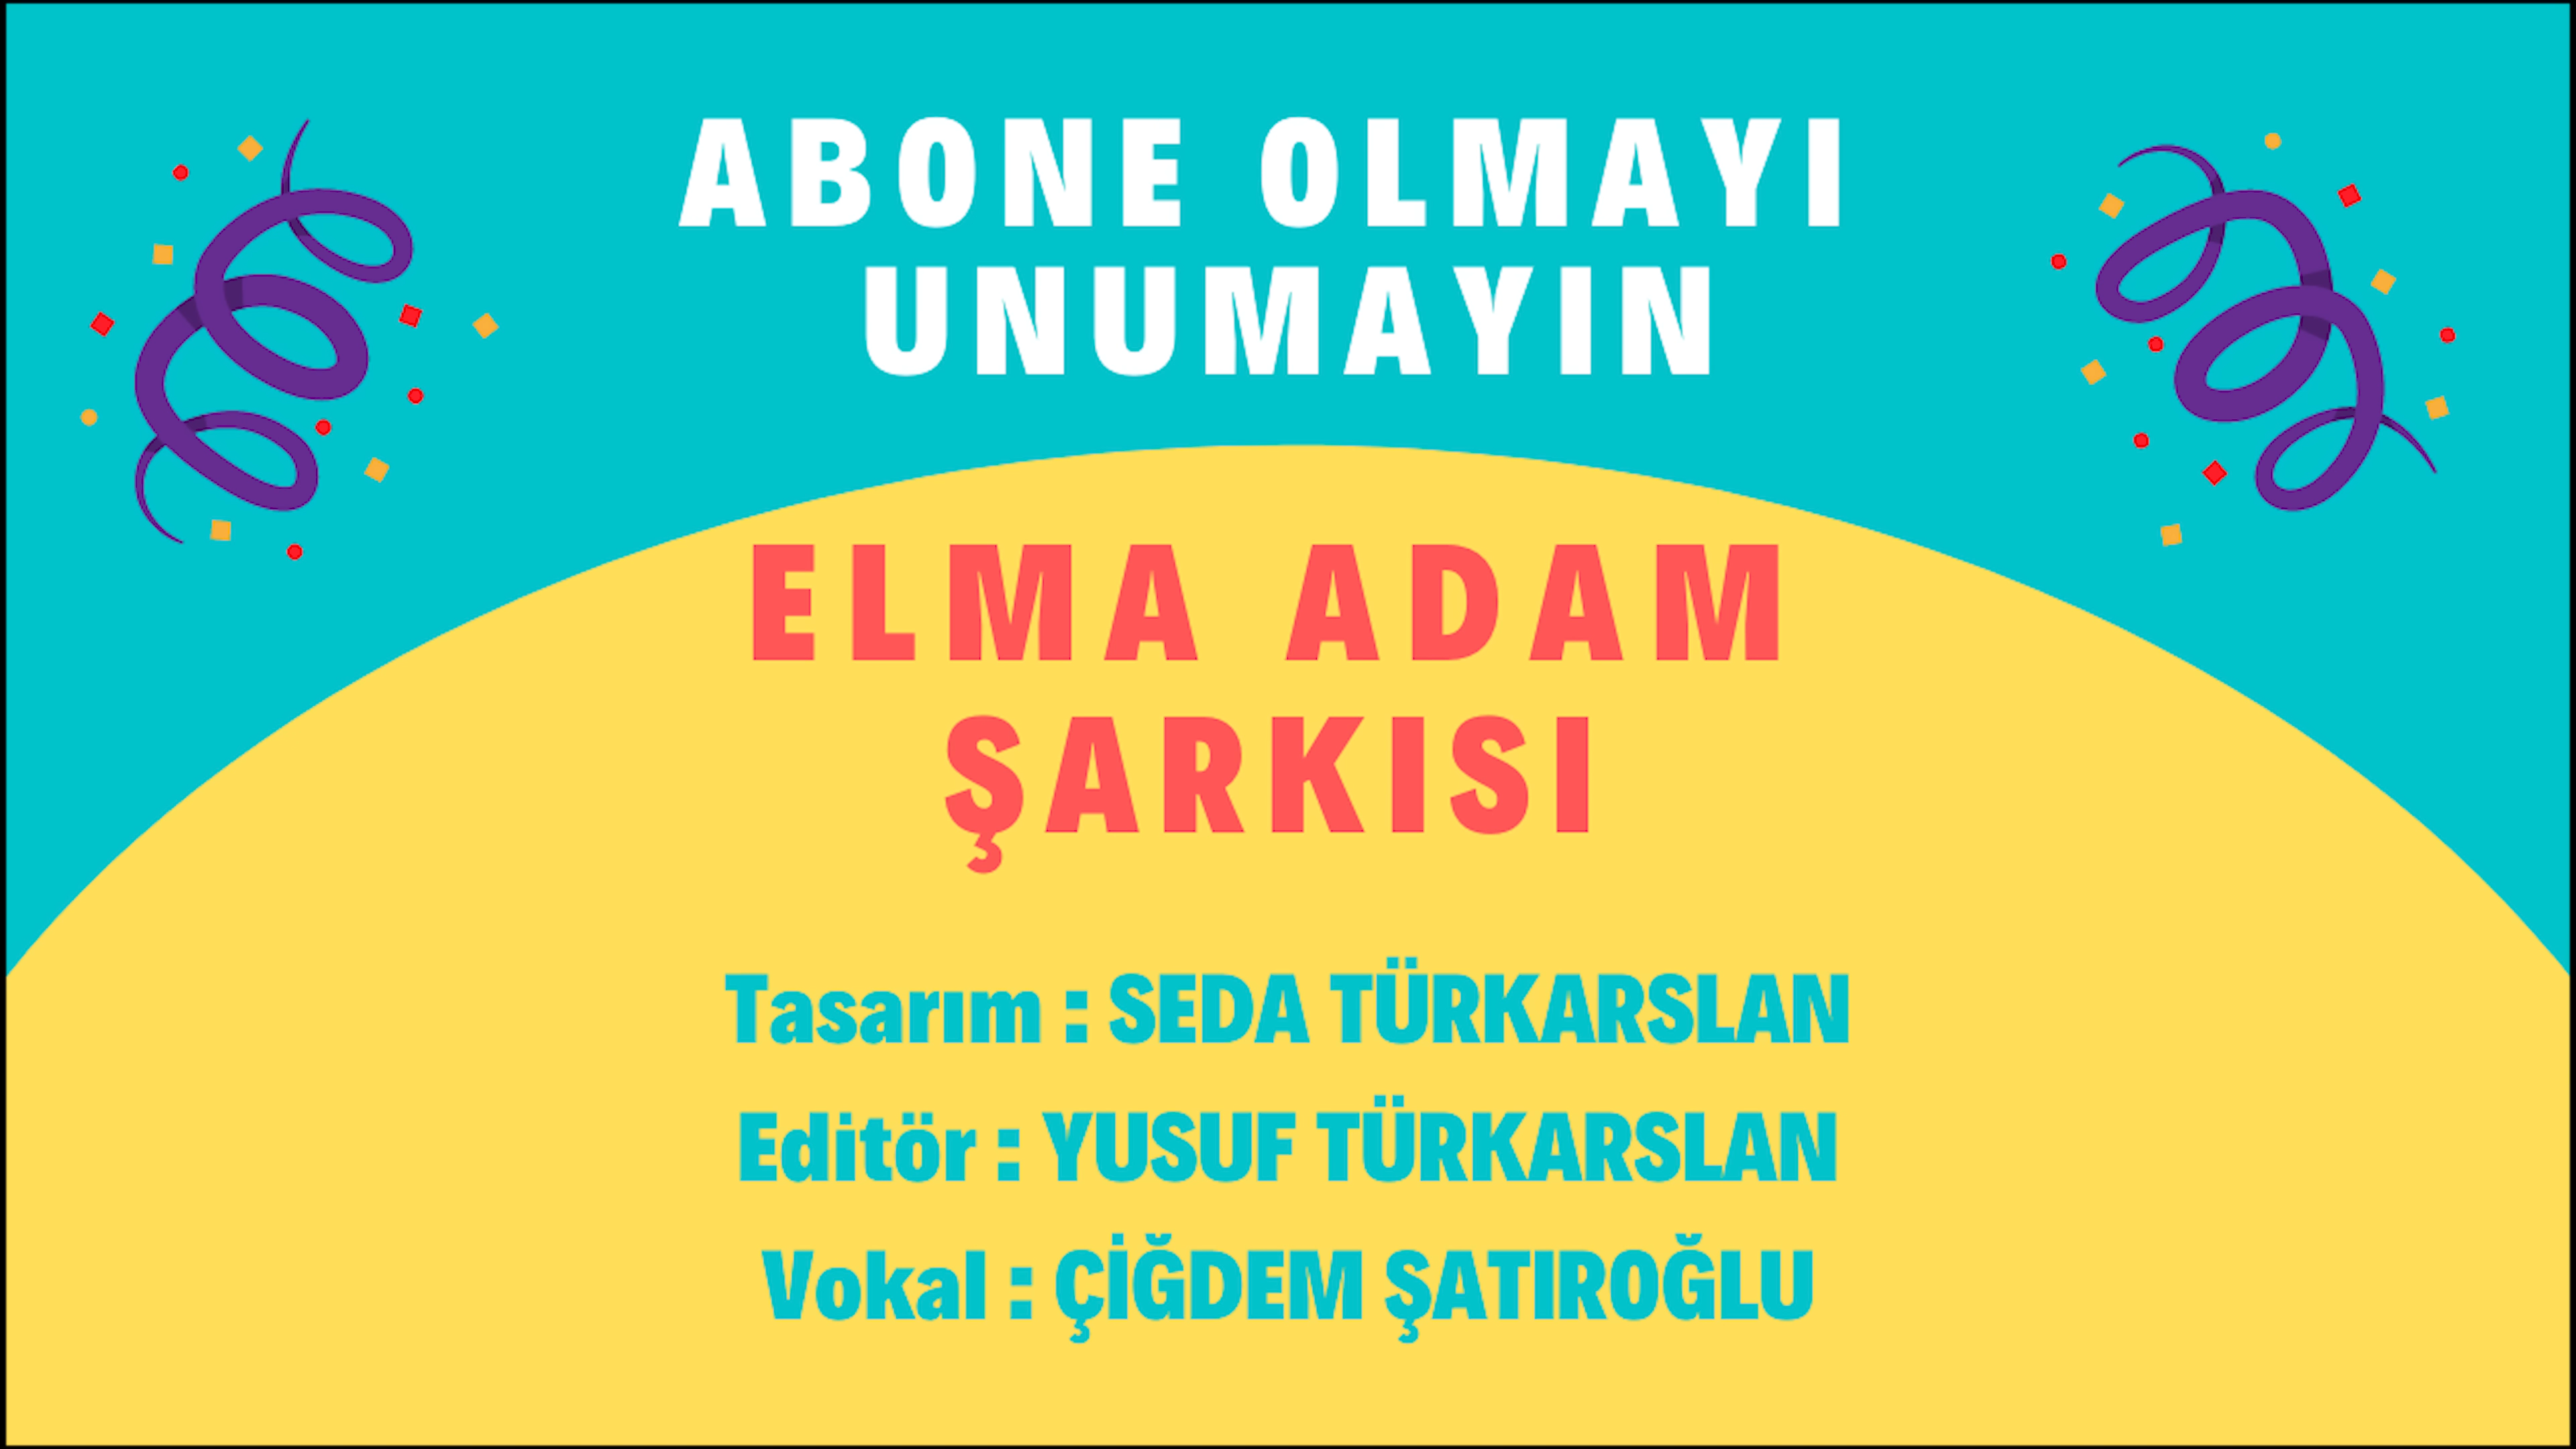 ABONE OLMAYI
UNUMAYIN
ELMA ADAM
ŞARKISI
Tasarım : SEDA TÜRKARSLAN
Editör : YUSUF TÜRKARSLAN
Vokal : ÇİĞDEM ŞATIROĞLU